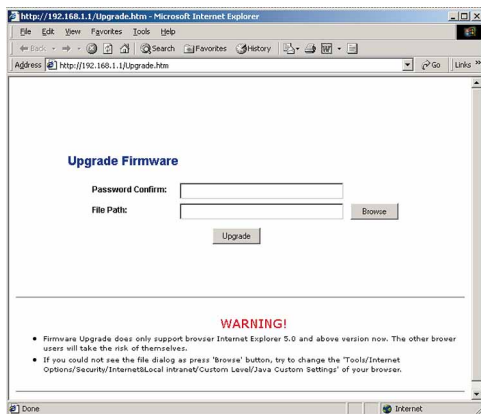 http://192.168.1.1/Upgrade.htm - Microsoft Internet Explorer
File Edit View Favorites Tools Help
Back Search Favorites History
Address http://192.168.1.1/Upgrade.htm Go Links »
Upgrade Firmware
Password Confirm:
File Path: Browse
Upgrade
WARNING!
• Firmware Upgrade does only support browser Internet Explorer 5.0 and above version now. The other brower
users will take the risk of themselves.
• If you could not see the file dialog as press 'Browse' button, try to change the 'Tools/Internet
Options/Security/Internet&Local intranet/Custom Level/Java Custom Settings' of your browser.
Done Internet